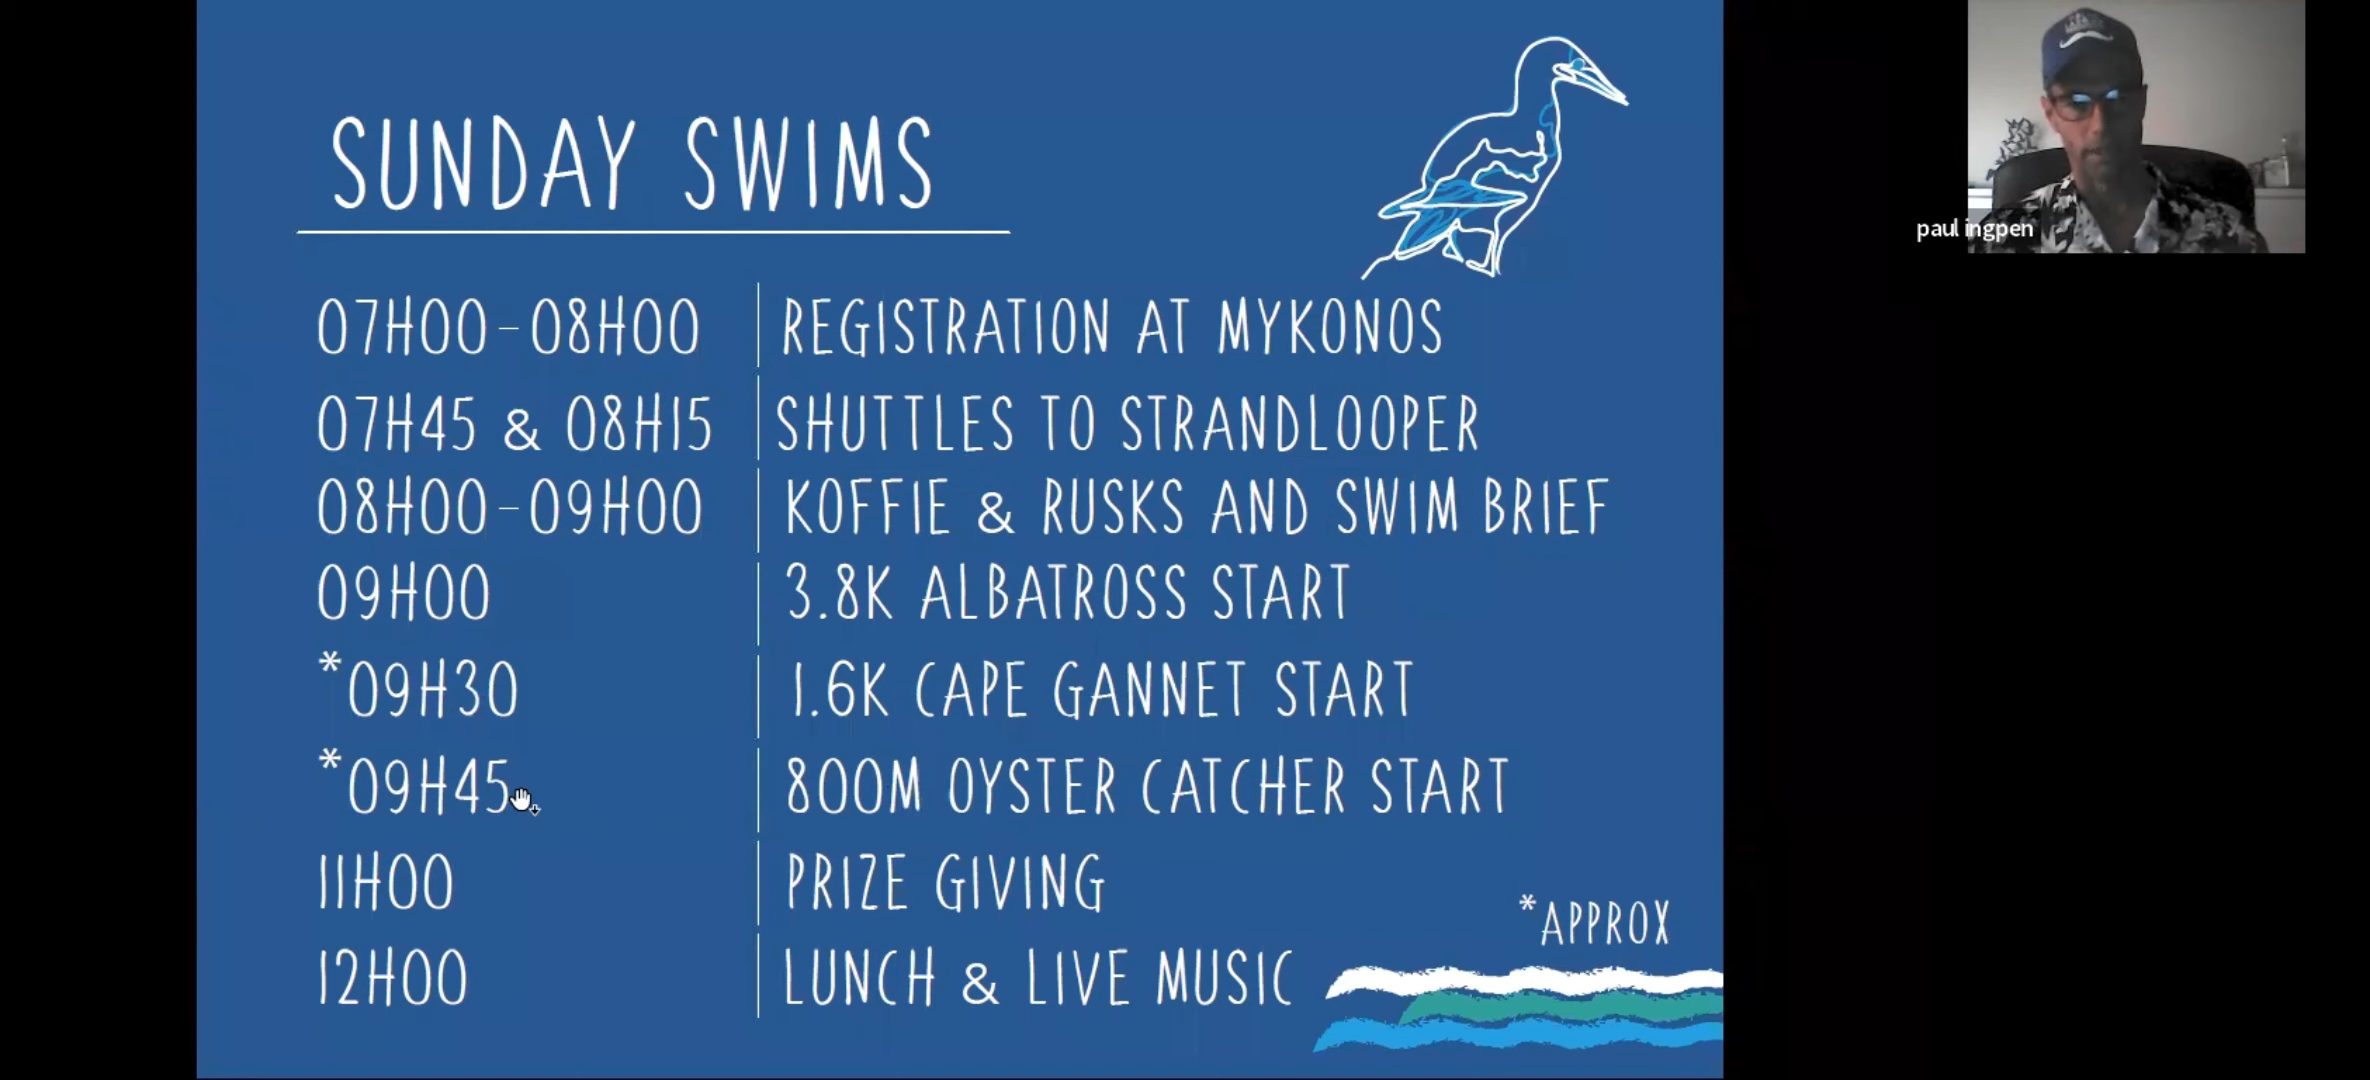 SUNDAY SWIMS
07H00-08H00 REGISTRATION AT MYKONOS
07H45 & 08H15 SHUTTLES TO STRANDLOOPER
08H00-09H00 KOFFIE & RUSKS AND SWIM BRIEF
09H00 3.8K ALBATROSS START
*09H30 1.6K CAPE GANNET START
*09H45 800M OYSTER CATCHER START
11H00 PRIZE GIVING
12H00 LUNCH & LIVE MUSIC
*APPROX
paul ingpen